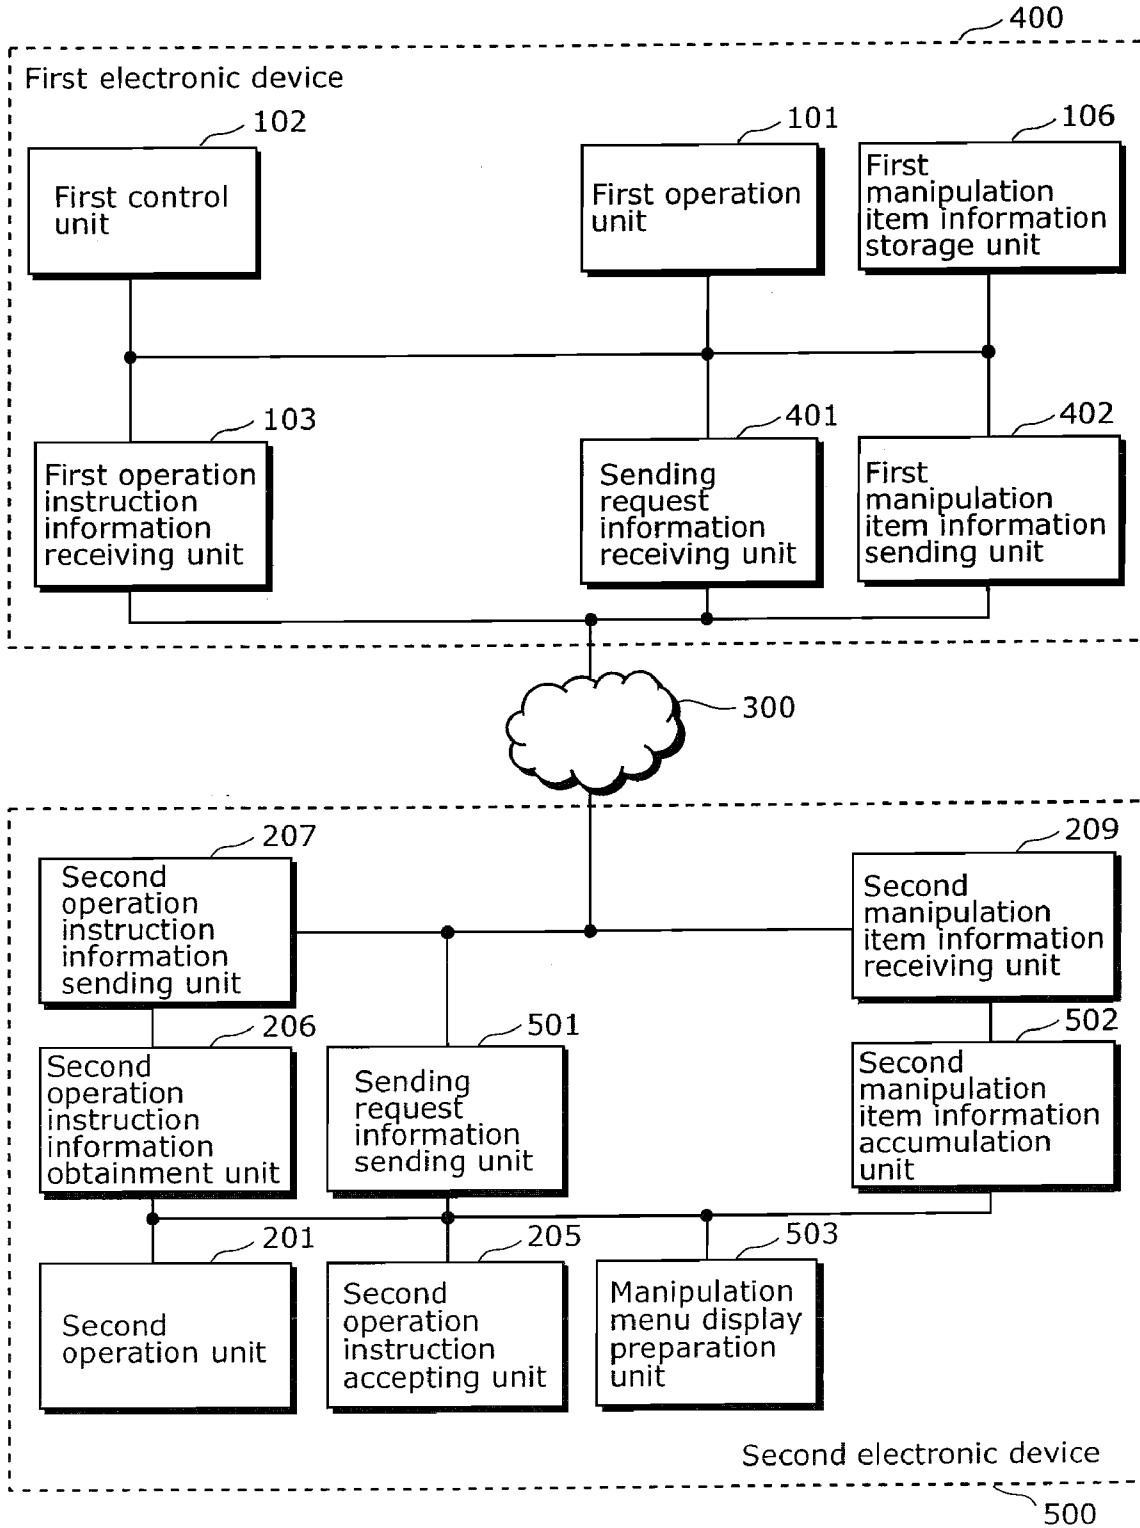 400
First electronic device
102
101
106
First control
unit
First operation
unit
First
manipulation
item information
storage unit
103
401
402
First operation
instruction
information
receiving unit
Sending
request
information
receiving unit
First
manipulation
item information
sending unit
300
207
209
Second
operation
instruction
information
sending unit
Second
manipulation
item information
receiving unit
206
501
502
Second
operation
instruction
information
obtainment unit
Sending
request
information
sending unit
Second
manipulation
item information
accumulation
unit
201
205
503
Second
operation unit
Second
operation
instruction
accepting unit
Manipulation
menu display
preparation
unit
Second electronic device
500